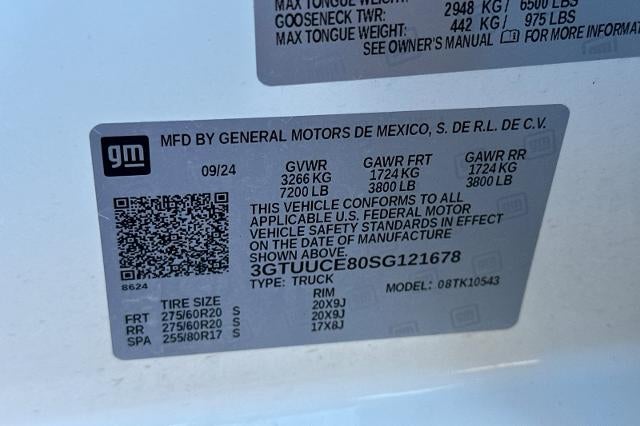 MAX TONGUE WEIGHT:
2948 KG/ 6500 LBS
GOOSENECK TWR:
442 KG/ 975 LBS
MAX TONGUE WEIGHT:
SEE OWNER'S MANUAL FOR MORE INFORMAT
gm
MFD BY GENERAL MOTORS DE MEXICO, S. DE R.L. DE C.V.
09/24 GVWR GAWR FRT GAWR RR
3266 KG 1724 KG 1724 KG
7200 LB 3800 LB 3800 LB
THIS VEHICLE CONFORMS TO ALL
APPLICABLE U.S. FEDERAL MOTOR
VEHICLE SAFETY STANDARDS IN EFFECT
ON THE DATE OF MANUFACTURE SHOWN ABOVE.
3GTUUCE80SG121678
8624 TYPE: TRUCK MODEL: 08TK10543
TIRE SIZE RIM
FRT 275/60R20 S 20X9J
RR 275/60R20 S 20X9J
SPA 255/80R17 S 17X8J